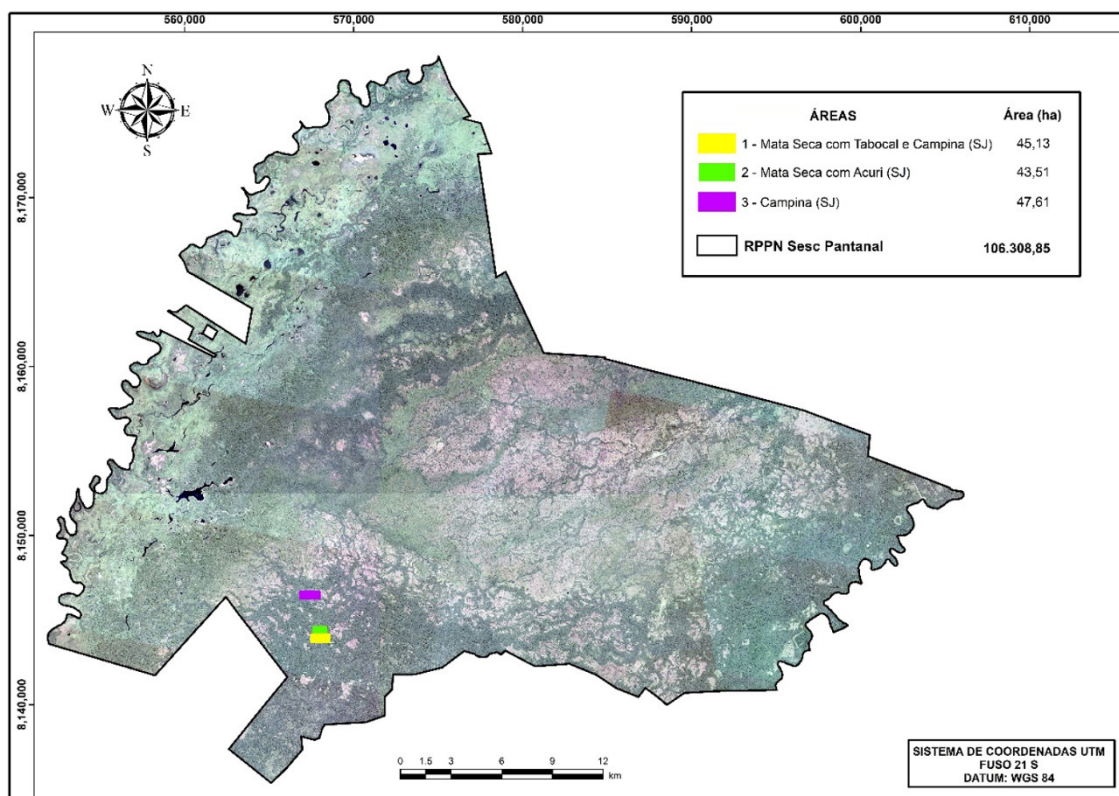 560,000 570,000 580,000 590,000 600,000 610,000
N
W E
S
ÁREAS Área (ha)
1 - Mata Seca com Tabocal e Campina (SJ) 45,13
2 - Mata Seca com Acuri (SJ) 43,51
3 - Campina (SJ) 47,61
RPPN Sesc Pantanal 106.308,85
8,170,000
8,160,000
8,150,000
8,140,000
0 1.5 3 6 9 12
km
SISTEMA DE COORDENADAS UTM
FUSO 21 S
DATUM: WGS 84